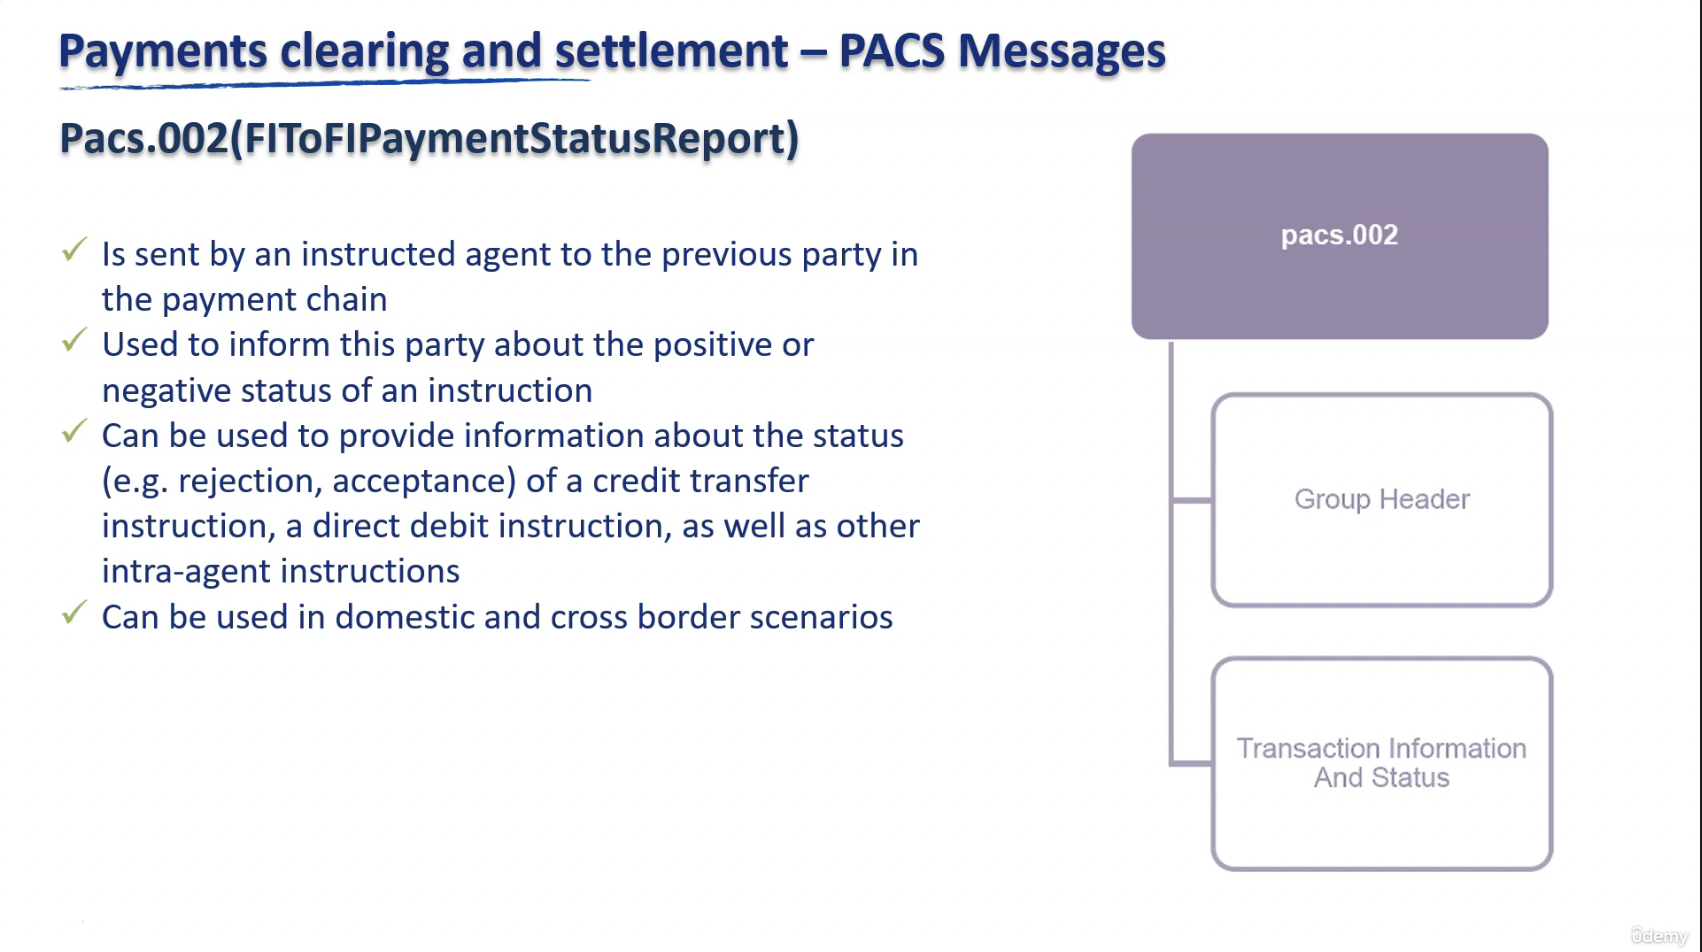 Payments clearing and settlement – PACS Messages
Pacs.002(FIToFIPaymentStatusReport)
✓ Is sent by an instructed agent to the previous party in
the payment chain
✓ Used to inform this party about the positive or
negative status of an instruction
✓ Can be used to provide information about the status
(e.g. rejection, acceptance) of a credit transfer
instruction, a direct debit instruction, as well as other
intra-agent instructions
✓ Can be used in domestic and cross border scenarios
pacs.002
Group Header
Transaction Information
And Status
ûdemy